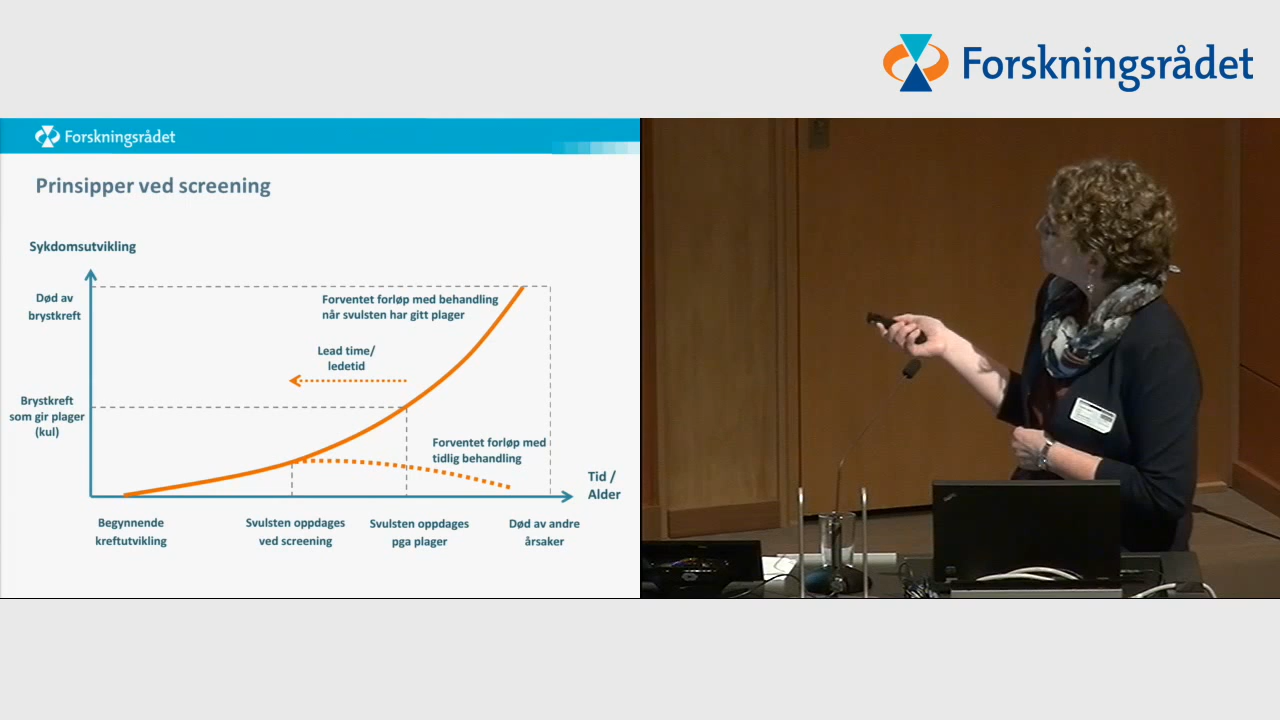 Forskningsrådet
Forskningsrådet
Prinsipper ved screening
Sykdomsutvikling
Død av
brystkreft
Forventet forløp med behandling
når svulsten har gitt plager
Lead time/
ledetid
Brystkreft
som gir plager
(kul)
Forventet forløp med
tidlig behandling
Tid /
Alder
Begynnende
kreftutvikling
Svulsten oppdages
ved screening
Svulsten oppdages
pga plager
Død av andre
årsaker